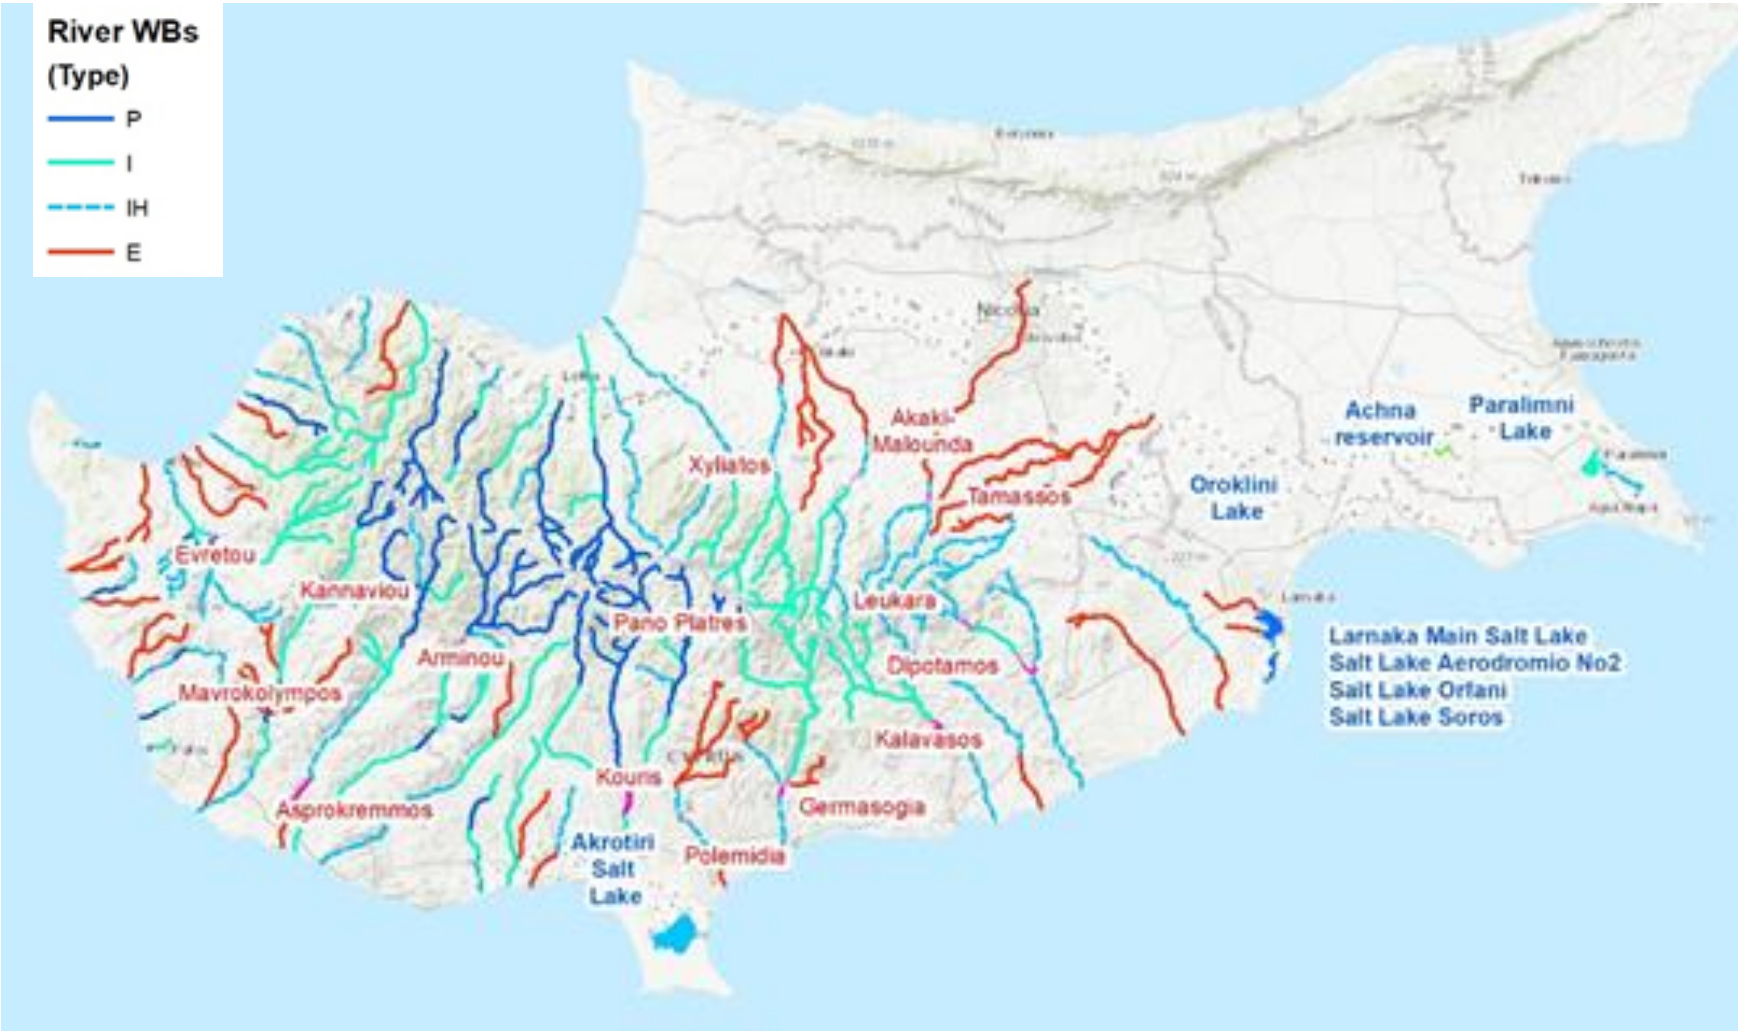 River WBs
(Type)
P
I
IH
E
Akaki-
Malounda
Achna
reservoir
Paralimni
Lake
Xyliatos
Tamassos
Oroklini
Lake
Evretou
Kannaviou
Leukara
Pano Platres
Larnaka Main Salt Lake
Salt Lake Aerodromio No2
Salt Lake Orfani
Salt Lake Soros
Arminou
Dipotamos
Mavrokolympos
Kalavasos
Kouris
Asprokremmos
Germasogia
Akrotiri
Salt
Lake
Polemidia